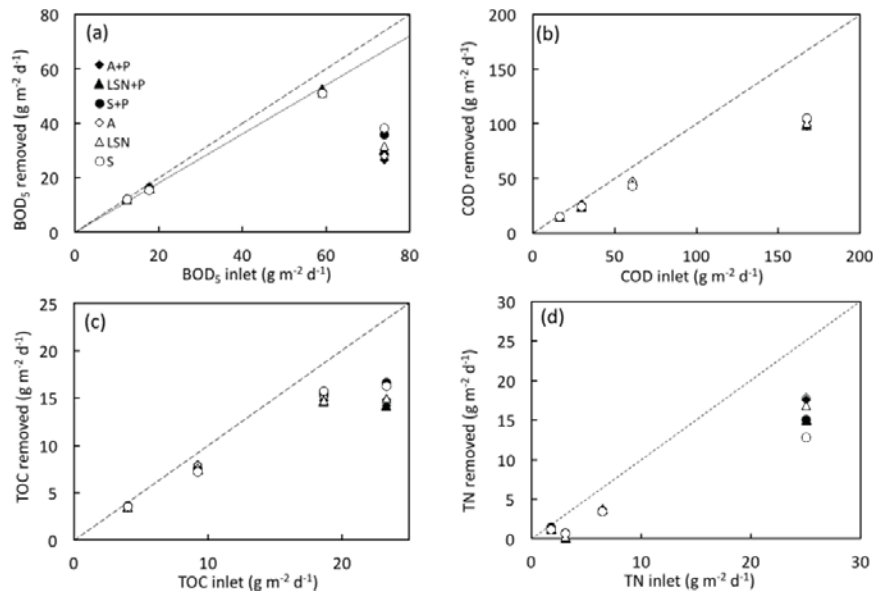 (a)
BOD5 removed (g m-2 d-1)
80
60
40
20
0
A+P
LSN+P
S+P
A
LSN
S
0 20 40 60 80
BOD5 inlet (g m-2 d-1)
(b)
COD removed (g m-2 d-1)
200
150
100
50
0
0 50 100 150 200
COD inlet (g m-2 d-1)
(c)
TOC removed (g m-2 d-1)
25
20
15
10
5
0
0 10 20
TOC inlet (g m-2 d-1)
(d)
TN removed (g m-2 d-1)
30
25
20
15
10
5
0
0 10 20 30
TN inlet (g m-2 d-1)